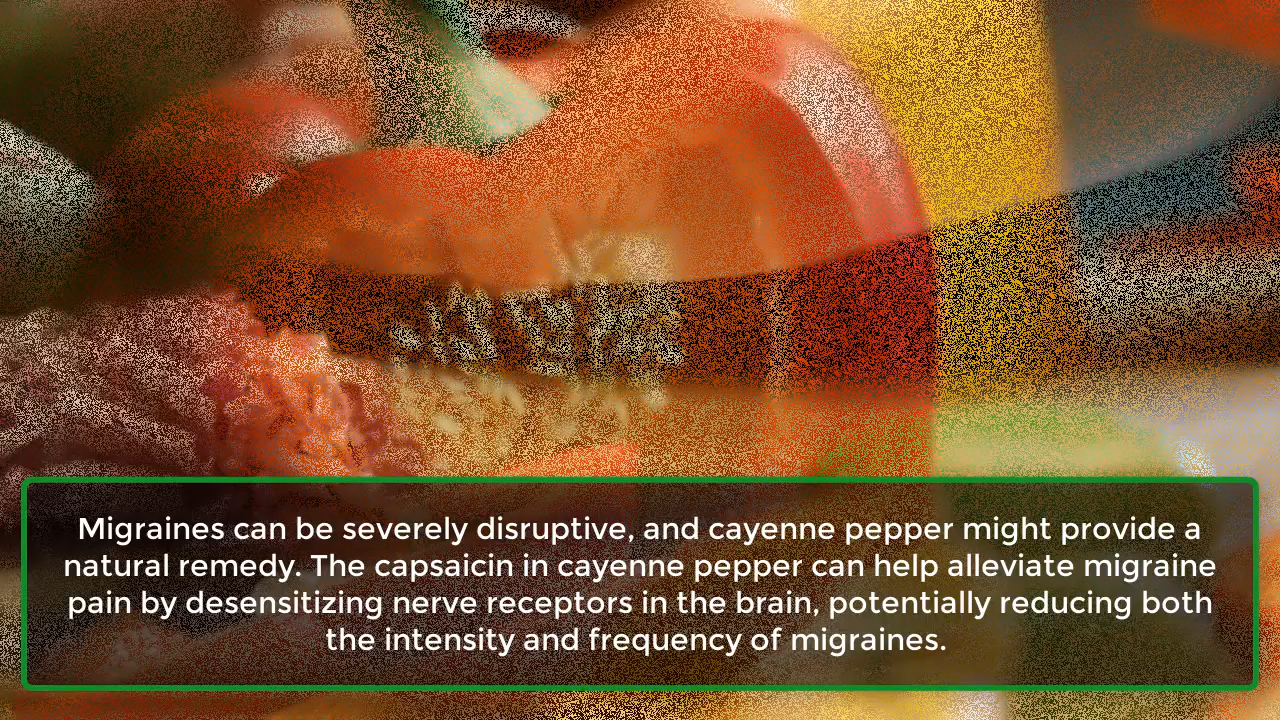 Migraines can be severely disruptive, and cayenne pepper might provide a
natural remedy. The capsaicin in cayenne pepper can help alleviate migraine
pain by desensitizing nerve receptors in the brain, potentially reducing both
the intensity and frequency of migraines.